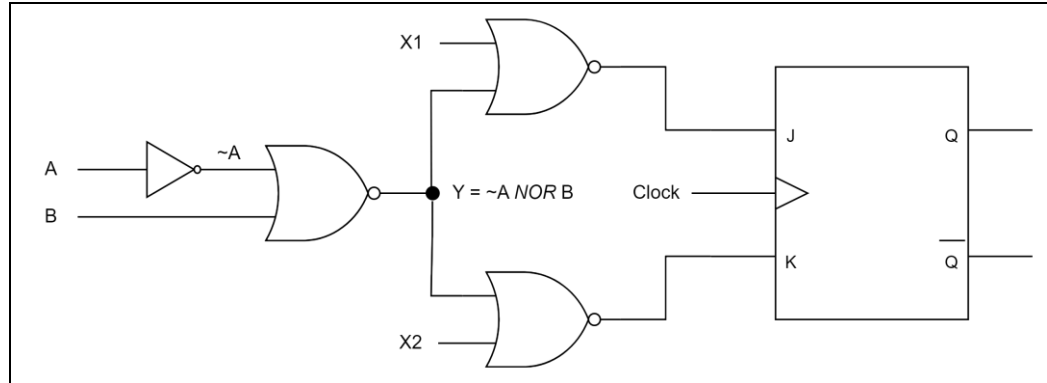 X1
~A
A
J
Q
B
Y = ~A NOR B
Clock
K
Q̅
X2